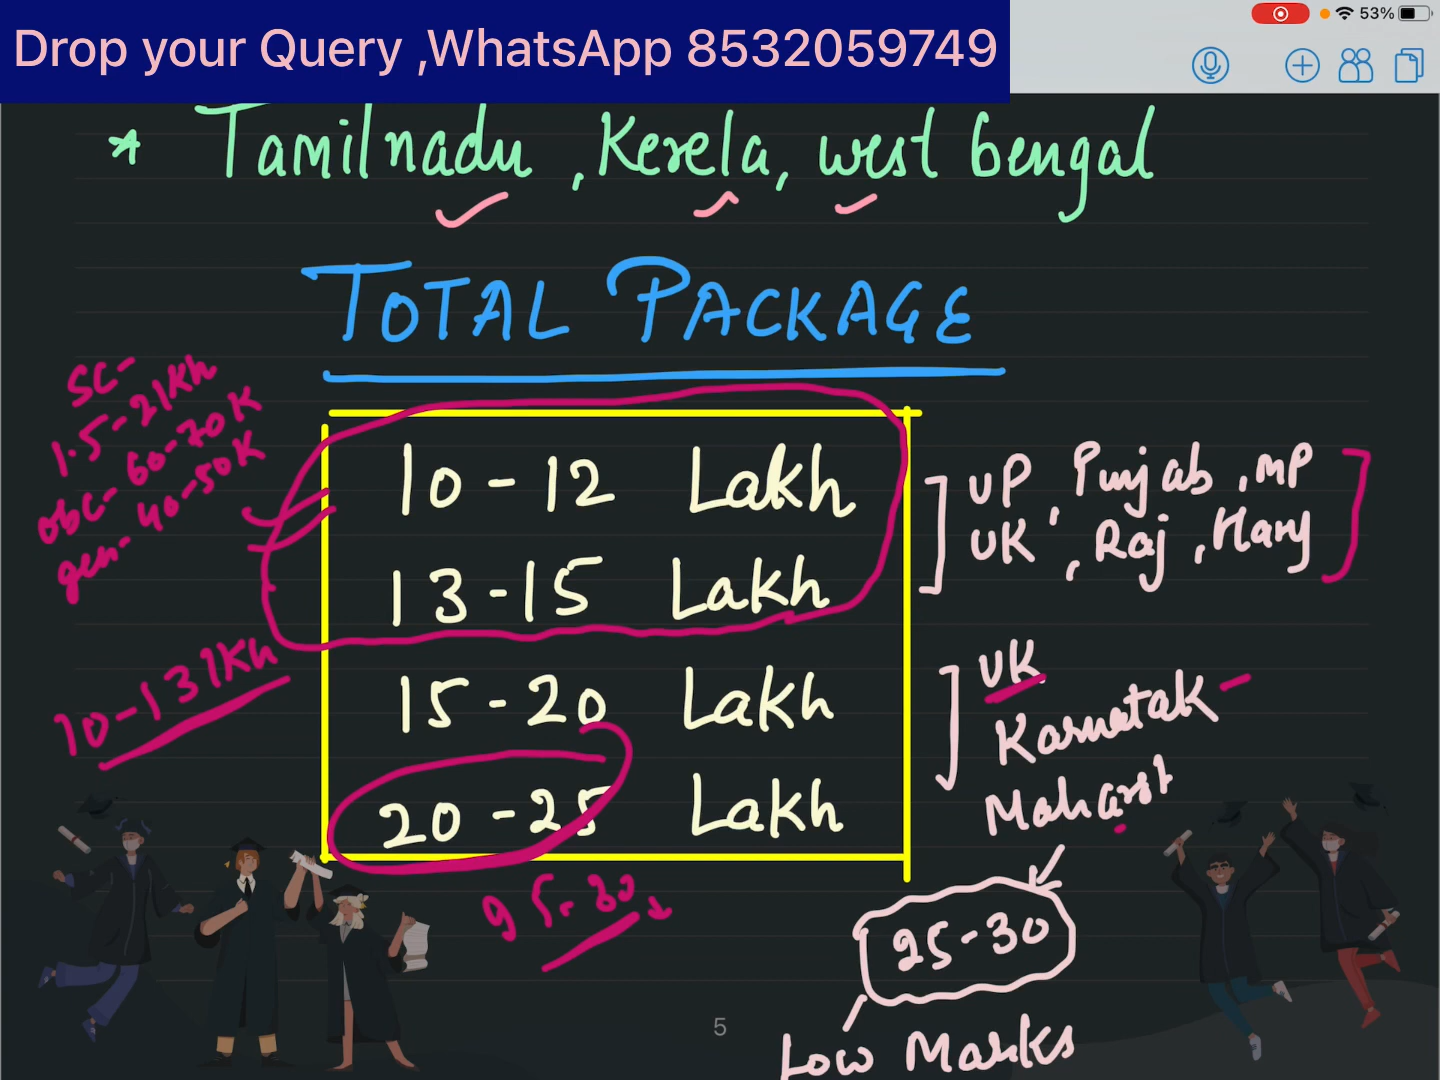 53%
Drop your Query ,WhatsApp 8532059749
* Tamilnadu , Kerela, west bengal
TOTAL PACKAGE
SC-
1.5-2lKh
obc- 60-70K
gen- 40-50K
10 - 12 Lakh
13 - 15 Lakh
15 - 20 Lakh
20 - 25 Lakh
UP, Punjab, MP
UK, Raj, Hary
10-13lKh
UK
Karnatak -
Maharst
25-30
25-30
Low Marks
5